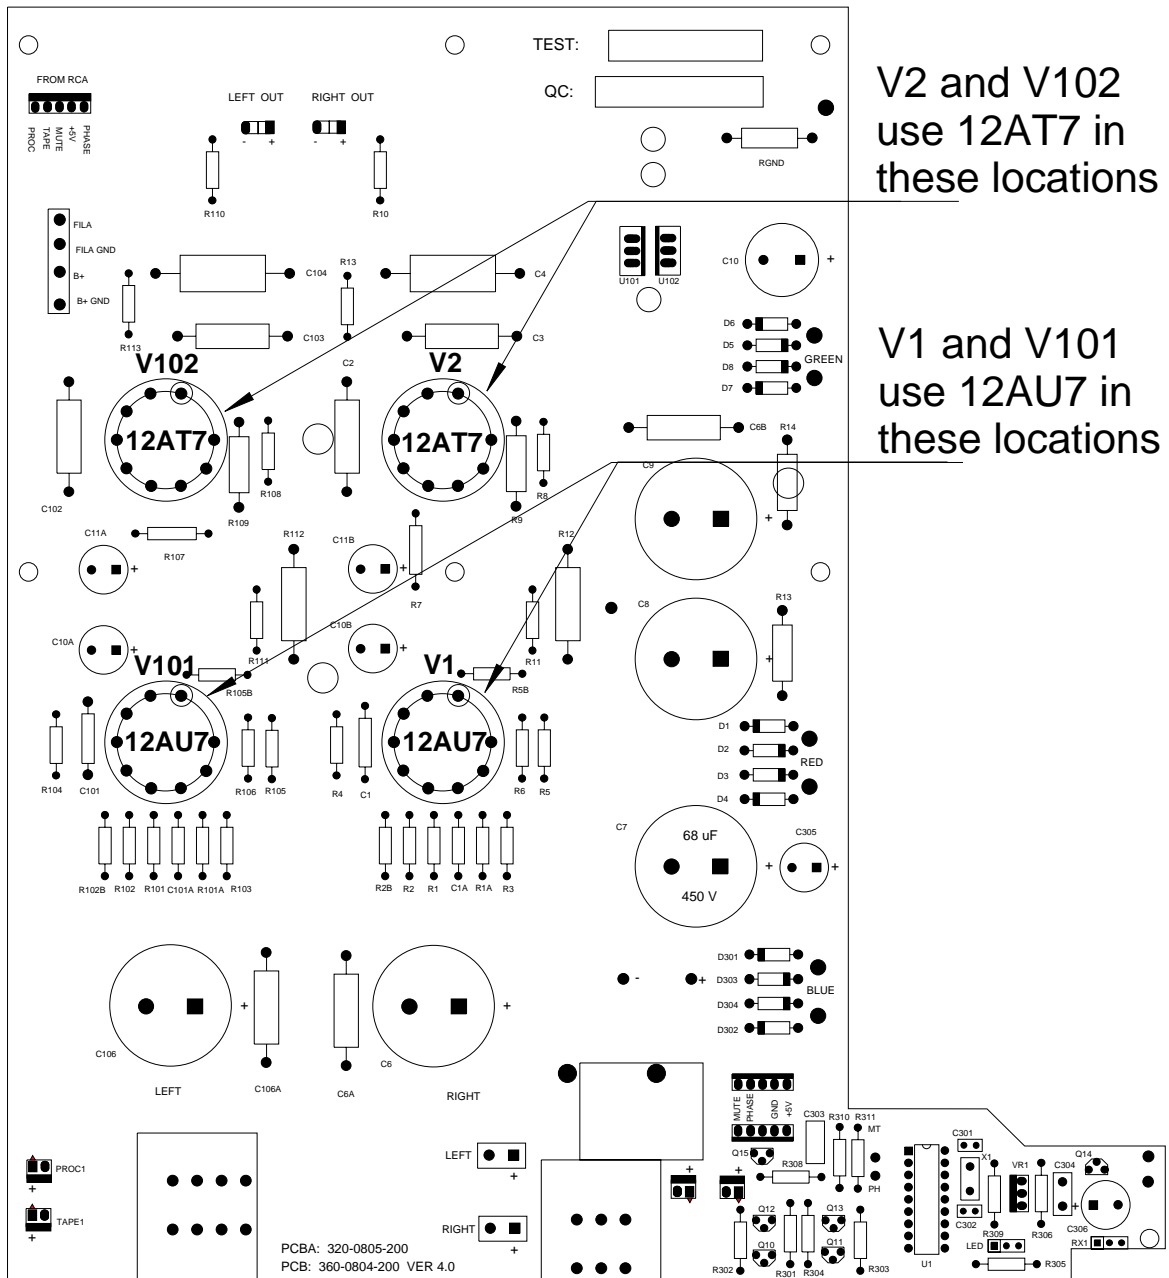 TEST:
QC:
V2 and V102
use 12AT7 in
these locations
FROM RCA
PROC
TAPE
MUTE
+5V
PHASE
LEFT OUT
RIGHT OUT
- +
- +
R110
R10
RGND
FILA
FILA GND
B+
B+ GND
R113
C104
R13
C4
U101
U102
C10
+
C103
C2
C3
D6
D5
D8
D7
GREEN
V1 and V101
use 12AU7 in
these locations
V102
V2
12AT7
12AT7
C102
R109
R108
R9
R8
C6B
R14
C9
+
C11A
+
R107
R112
C11B
+
R7
R12
C10A
+
R111
C10B
+
R11
C8
+
R13
V101
R105B
V1
R5B
12AU7
12AU7
R104
C101
R106
R105
R4
C1
R6
R5
D1
D2
D3
D4
RED
C7
68 uF
450 V
+
C305
+
R102B
R102
R101
C101A
R101A
R103
R2B
R2
R1
C1A
R1A
R3
- +
D301
D303
D304
D302
BLUE
C106
+
C106A
C6A
C6
+
LEFT
RIGHT
MUTE
PHASE
GND
+5V
C303
R310
R311
MT
PH
Q15
R308
C301
X1
C302
VR1
R309
R306
C304
Q14
+
C306
PROC1
+
TAPE1
+
LEFT
+
RIGHT
+
+
+
Q12
Q10
Q13
Q11
R302
R301
R304
R303
U1
LED
RX1
R305
PCBA: 320-0805-200
PCB: 360-0804-200 VER 4.0